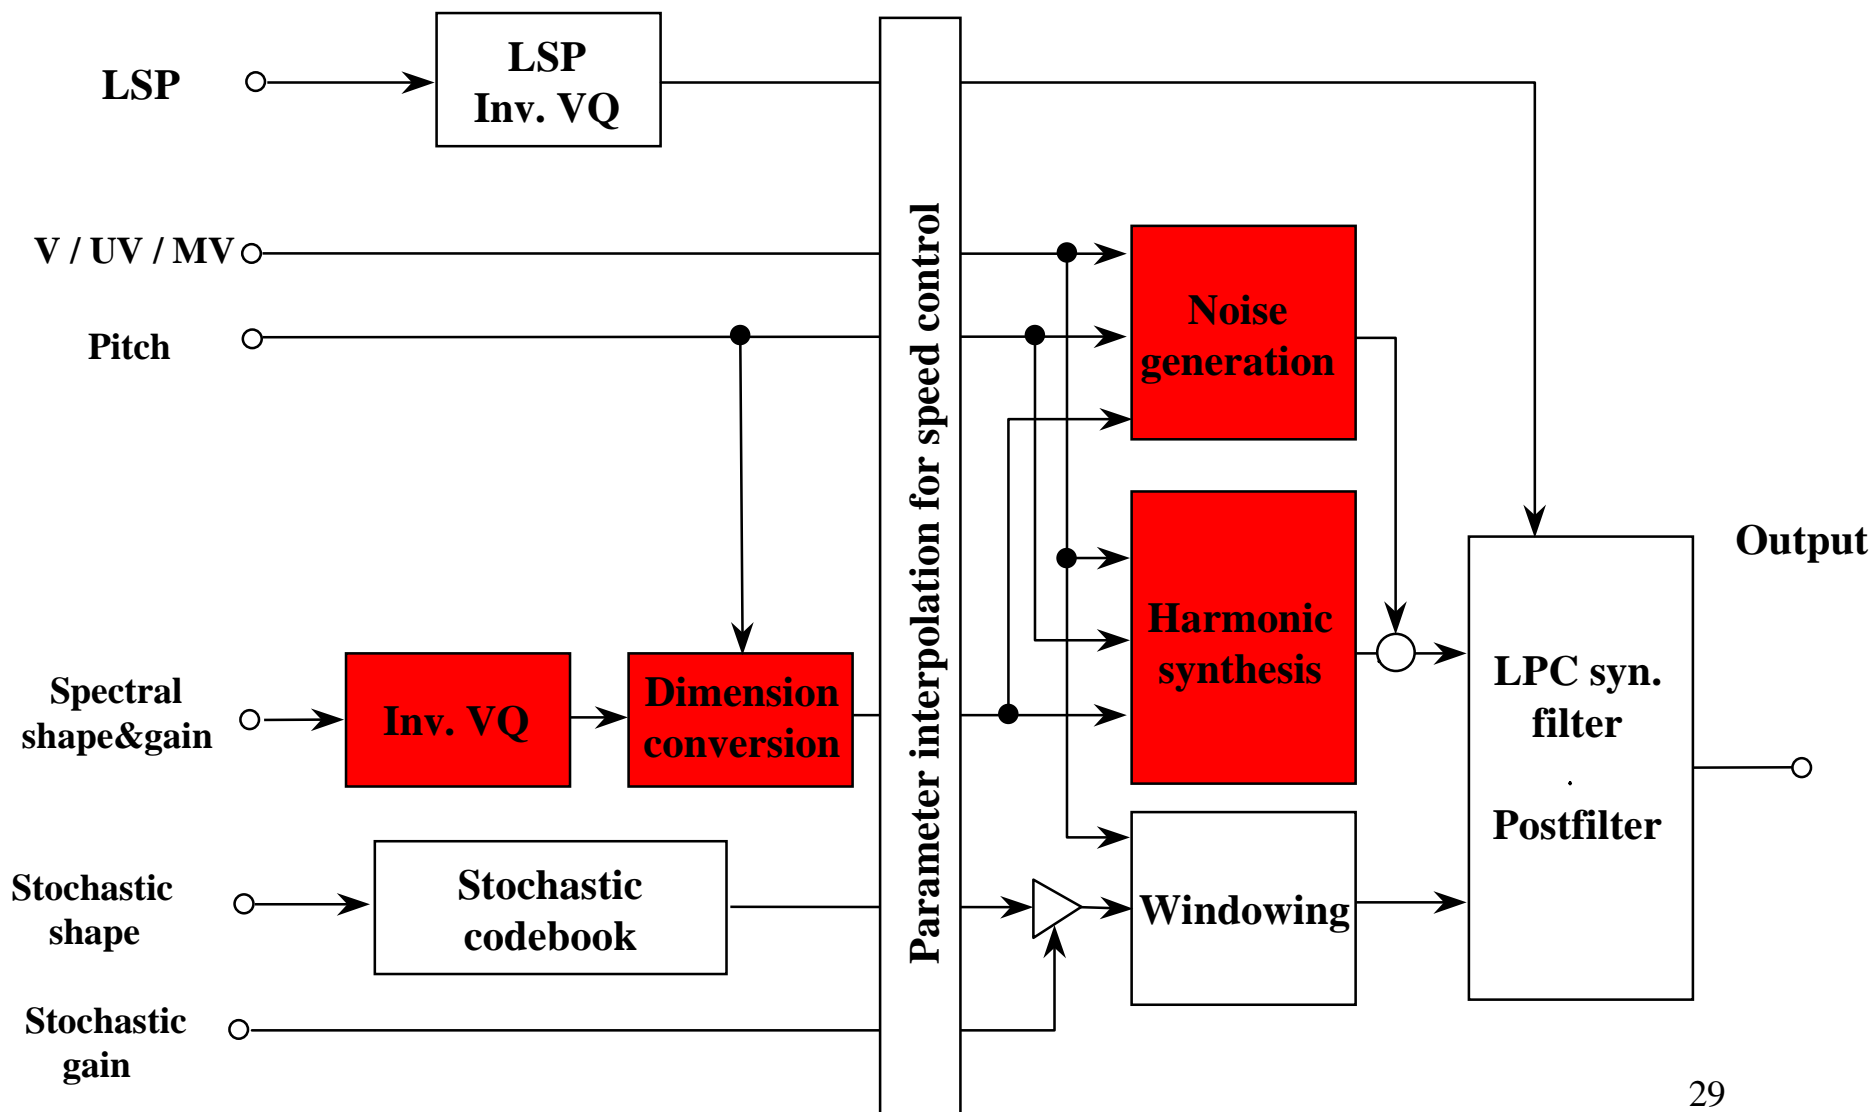 LSP
LSP
Inv. VQ
V / UV / MV
Pitch
Spectral
shape&gain
Inv. VQ
Dimension
conversion
Stochastic
shape
Stochastic
codebook
Stochastic
gain
Parameter interpolation for speed control
Noise
generation
Harmonic
synthesis
Windowing
LPC syn.
filter
.
Postfilter
Output
29